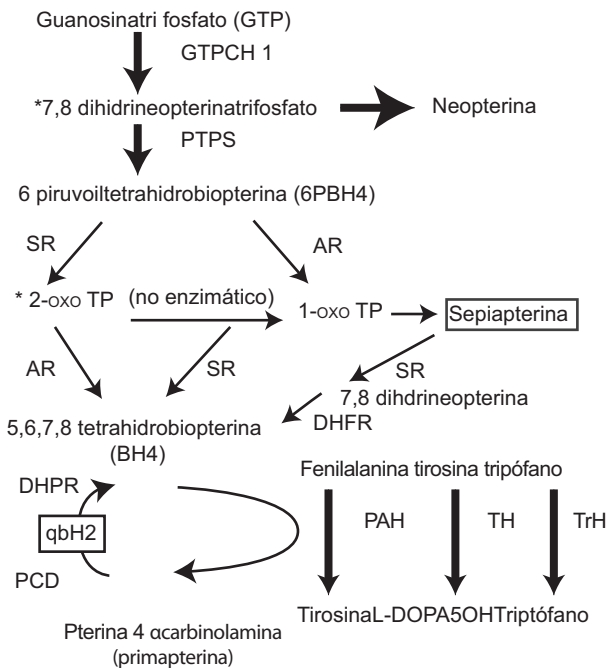 Guanosinatri fosfato (GTP)
GTPCH 1
*7,8 dihidrineopterinatrifosfato
Neopterina
PTPS
6 piruvoiltetrahidrobiopterina (6PBH4)
SR
AR
* 2-OXO TP
(no enzimático)
1-OXO TP
Sepiapterina
AR
SR
SR
7,8 dihdrineopterina
DHFR
5,6,7,8 tetrahidrobiopterina
(BH4)
Fenilalanina tirosina tripófano
DHPR
qbH2
PCD
PAH
TH
TrH
TirosinaL-DOPA5OHTriptófano
Pterina 4 αcarbinolamina
(primapterina)